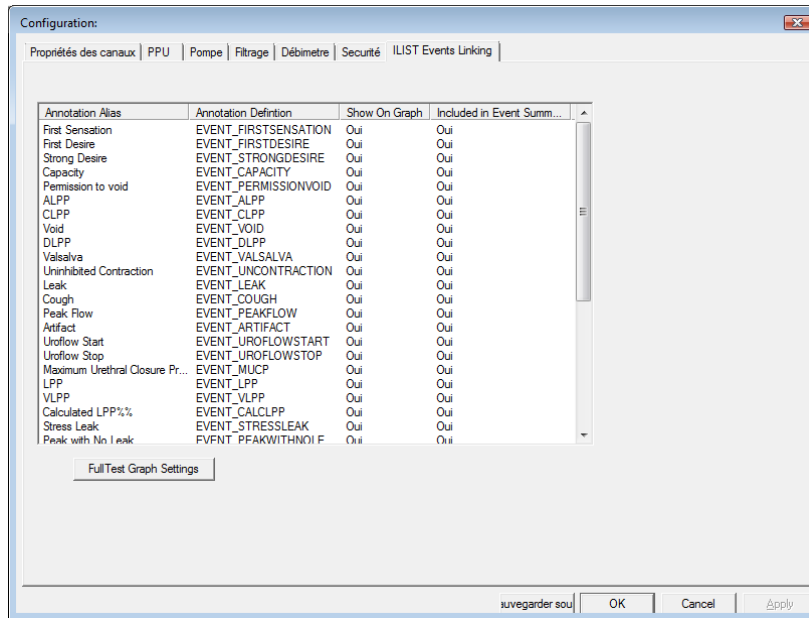 Configuration:
Propriétés des canaux PPU Pompe Filtrage Débimetre Securité ILIST Events Linking
Annotation Alias Annotation Defintion Show On Graph Included in Event Summ...
First Sensation EVENT_FIRSTSENSATION Oui Oui
First Desire EVENT_FIRSTDESIRE Oui Oui
Strong Desire EVENT_STRONGDESIRE Oui Oui
Capacity EVENT_CAPACITY Oui Oui
Permission to void EVENT_PERMISSIONVOID Oui Oui
ALPP EVENT_ALPP Oui Oui
CLPP EVENT_CLPP Oui Oui
Void EVENT_VOID Oui Oui
DLPP EVENT_DLPP Oui Oui
Valsalva EVENT_VALSALVA Oui Oui
Uninhibited Contraction EVENT_UNCONTRACTION Oui Oui
Leak EVENT_LEAK Oui Oui
Cough EVENT_COUGH Oui Oui
Peak Flow EVENT_PEAKFLOW Oui Oui
Artifact EVENT_ARTIFACT Oui Oui
Uroflow Start EVENT_UROFLOWSTART Oui Oui
Uroflow Stop EVENT_UROFLOWSTOP Oui Oui
Maximum Urethral Closure Pr... EVENT_MUCP Oui Oui
LPP EVENT_LPP Oui Oui
VLPP EVENT_VLPP Oui Oui
Calculated LPP%% EVENT_CALCLPP Oui Oui
Stress Leak EVENT_STRESSLEAK Oui Oui
Peak with No Leak EVENT_PEAKWITHNOLE Oui Oui
FullTest Graph Settings
auvegarder sou OK Cancel Apply